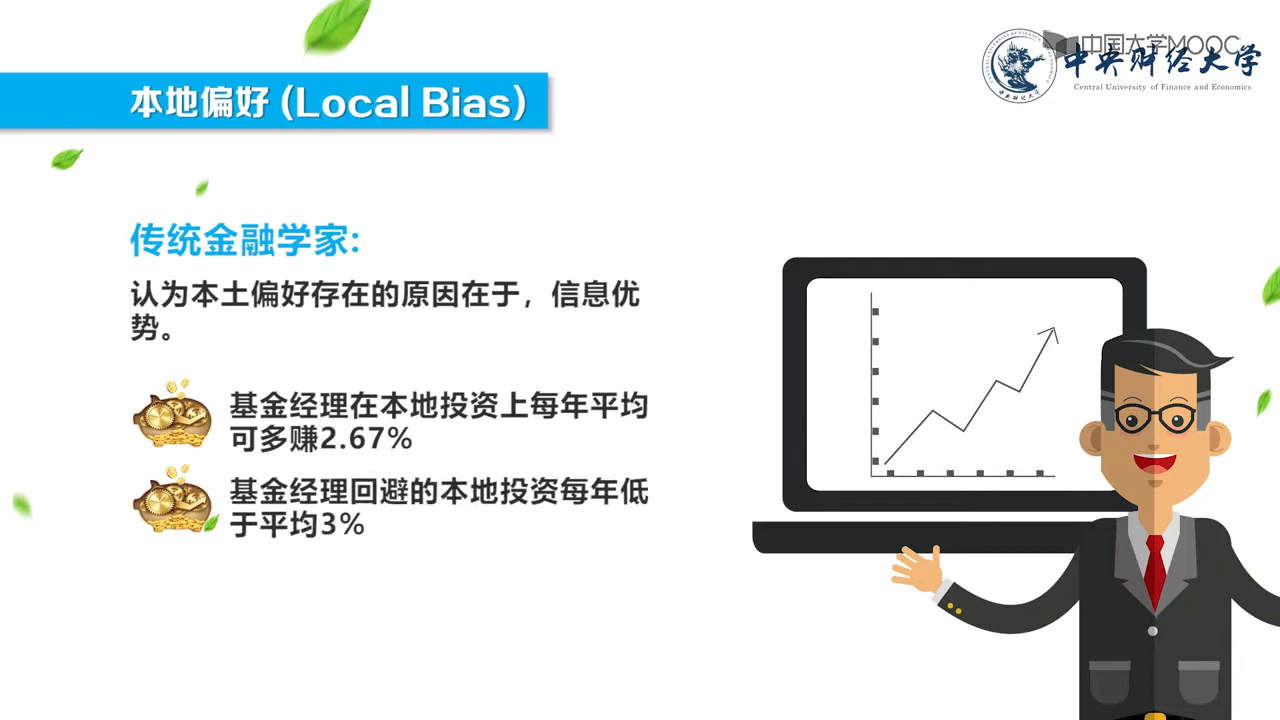 中国大学MOOC
中央财经大学
Central University of Finance and Economics
本地偏好 (Local Bias)
传统金融学家:
认为本土偏好存在的原因在于，信息优
势。
基金经理在本地投资上每年平均
可多赚2.67%
基金经理回避的本地投资每年低
于平均3%